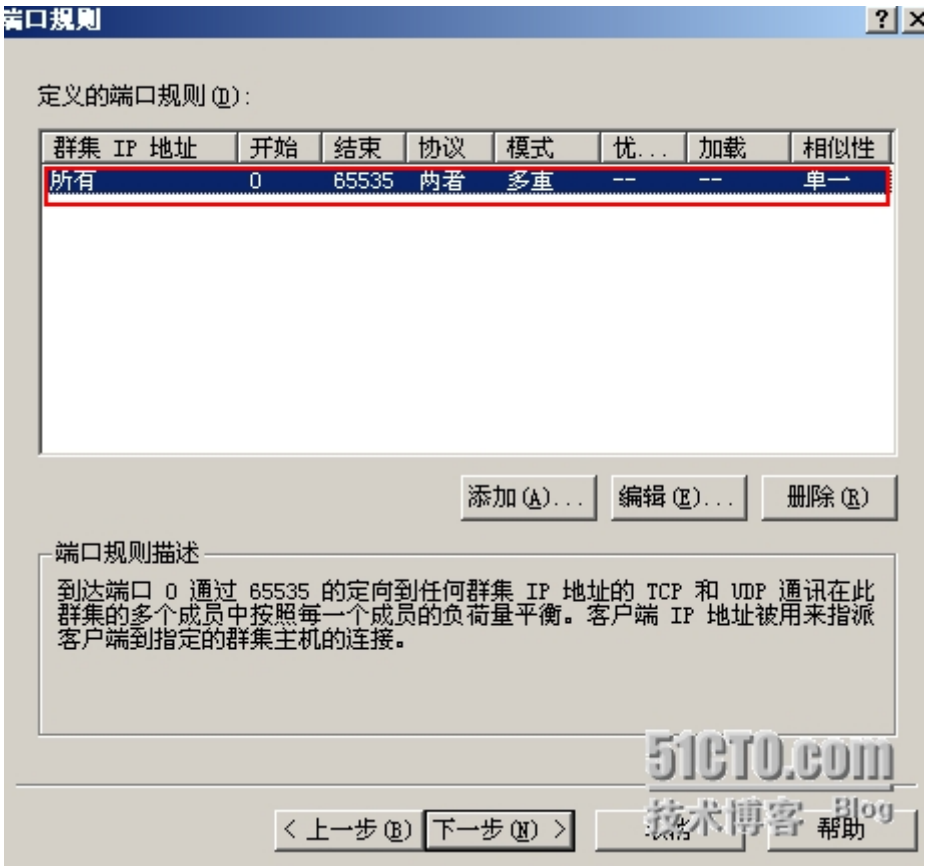 端口规则
定义的端口规则(D):
群集 IP 地址 开始 结束 协议 模式 优... 加载 相似性
所有 0 65535 两者 多重 -- -- 单一
添加(A)... 编辑(E)... 删除(R)
端口规则描述
到达端口 0 通过 65535 的定向到任何群集 IP 地址的 TCP 和 UDP 通讯在此
群集的多个成员中按照每一个成员的负荷量平衡。客户端 IP 地址被用来指派
客户端到指定的群集主机的连接。
51CTO.com
技术博客 Blog
< 上一步(B) 下一步(N) > 帮助